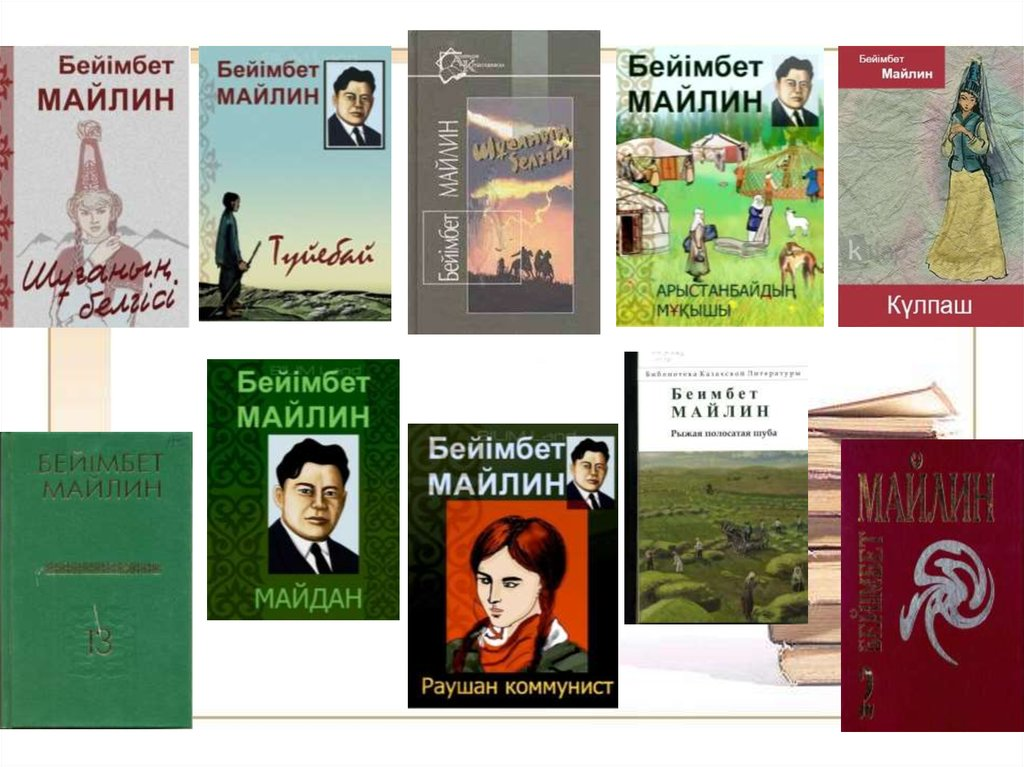 Бейімбет
МАЙЛИН
Шұғаның
белгісі
Бейімбет
МАЙЛИН
Түйебай
Бейімбет МАЙЛИН
Шұғаның
белгісі
Бейімбет
МАЙЛИН
АРЫСТАНБАЙДЫҢ
МҰҚЫШЫ
Бейімбет
Майлин
k
Күлпаш
БЕЙІМБЕТ
МАЙЛИН
13
Бейімбет
МАЙЛИН
МАЙДАН
Бейімбет
МАЙЛИН
Раушан коммунист
Библиотека Казахской Литературы
Беимбет
МАЙЛИН
Рыжая полосатая шуба
МАЙЛИН
БЕЙІМБЕТ
2